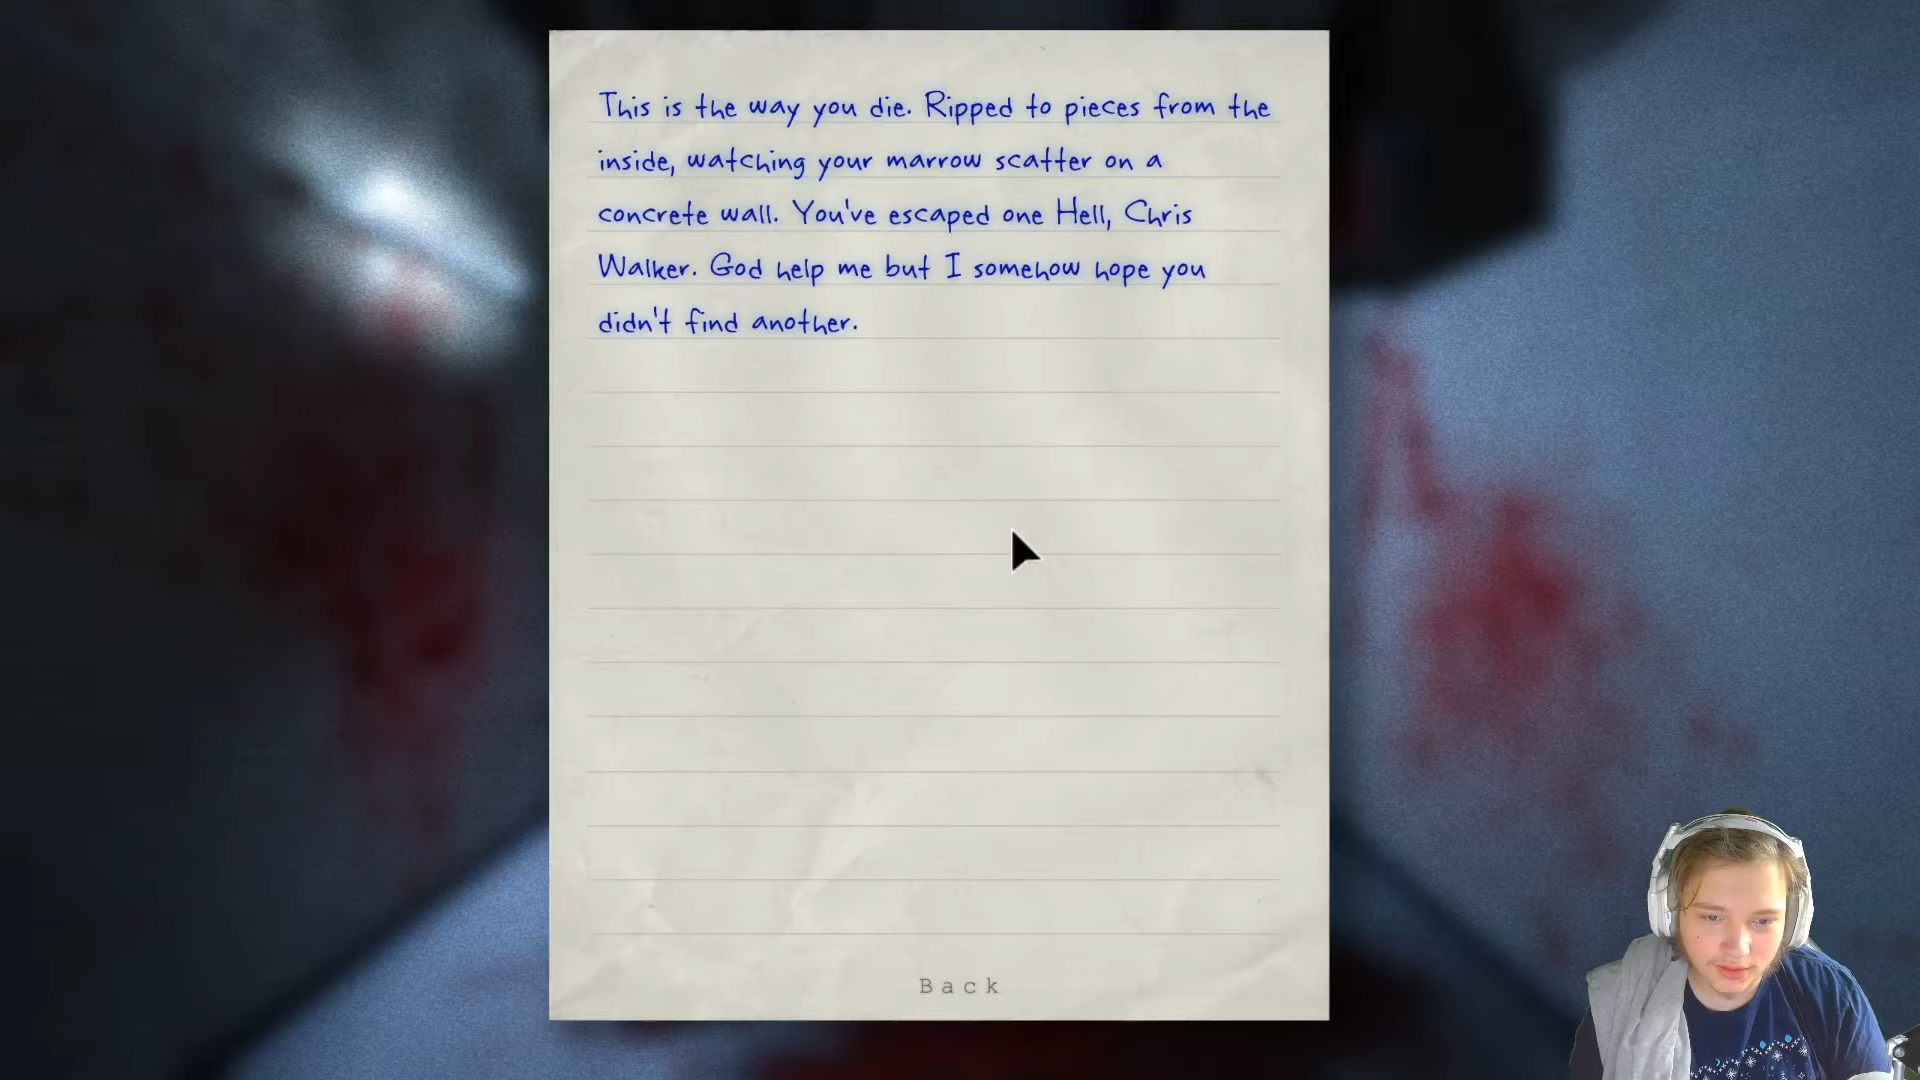 This is the way you die. Ripped to pieces from the
inside, watching your marrow scatter on a
concrete wall. You've escaped one Hell, Chris
Walker. God help me but I somehow hope you
didn't find another.
Back